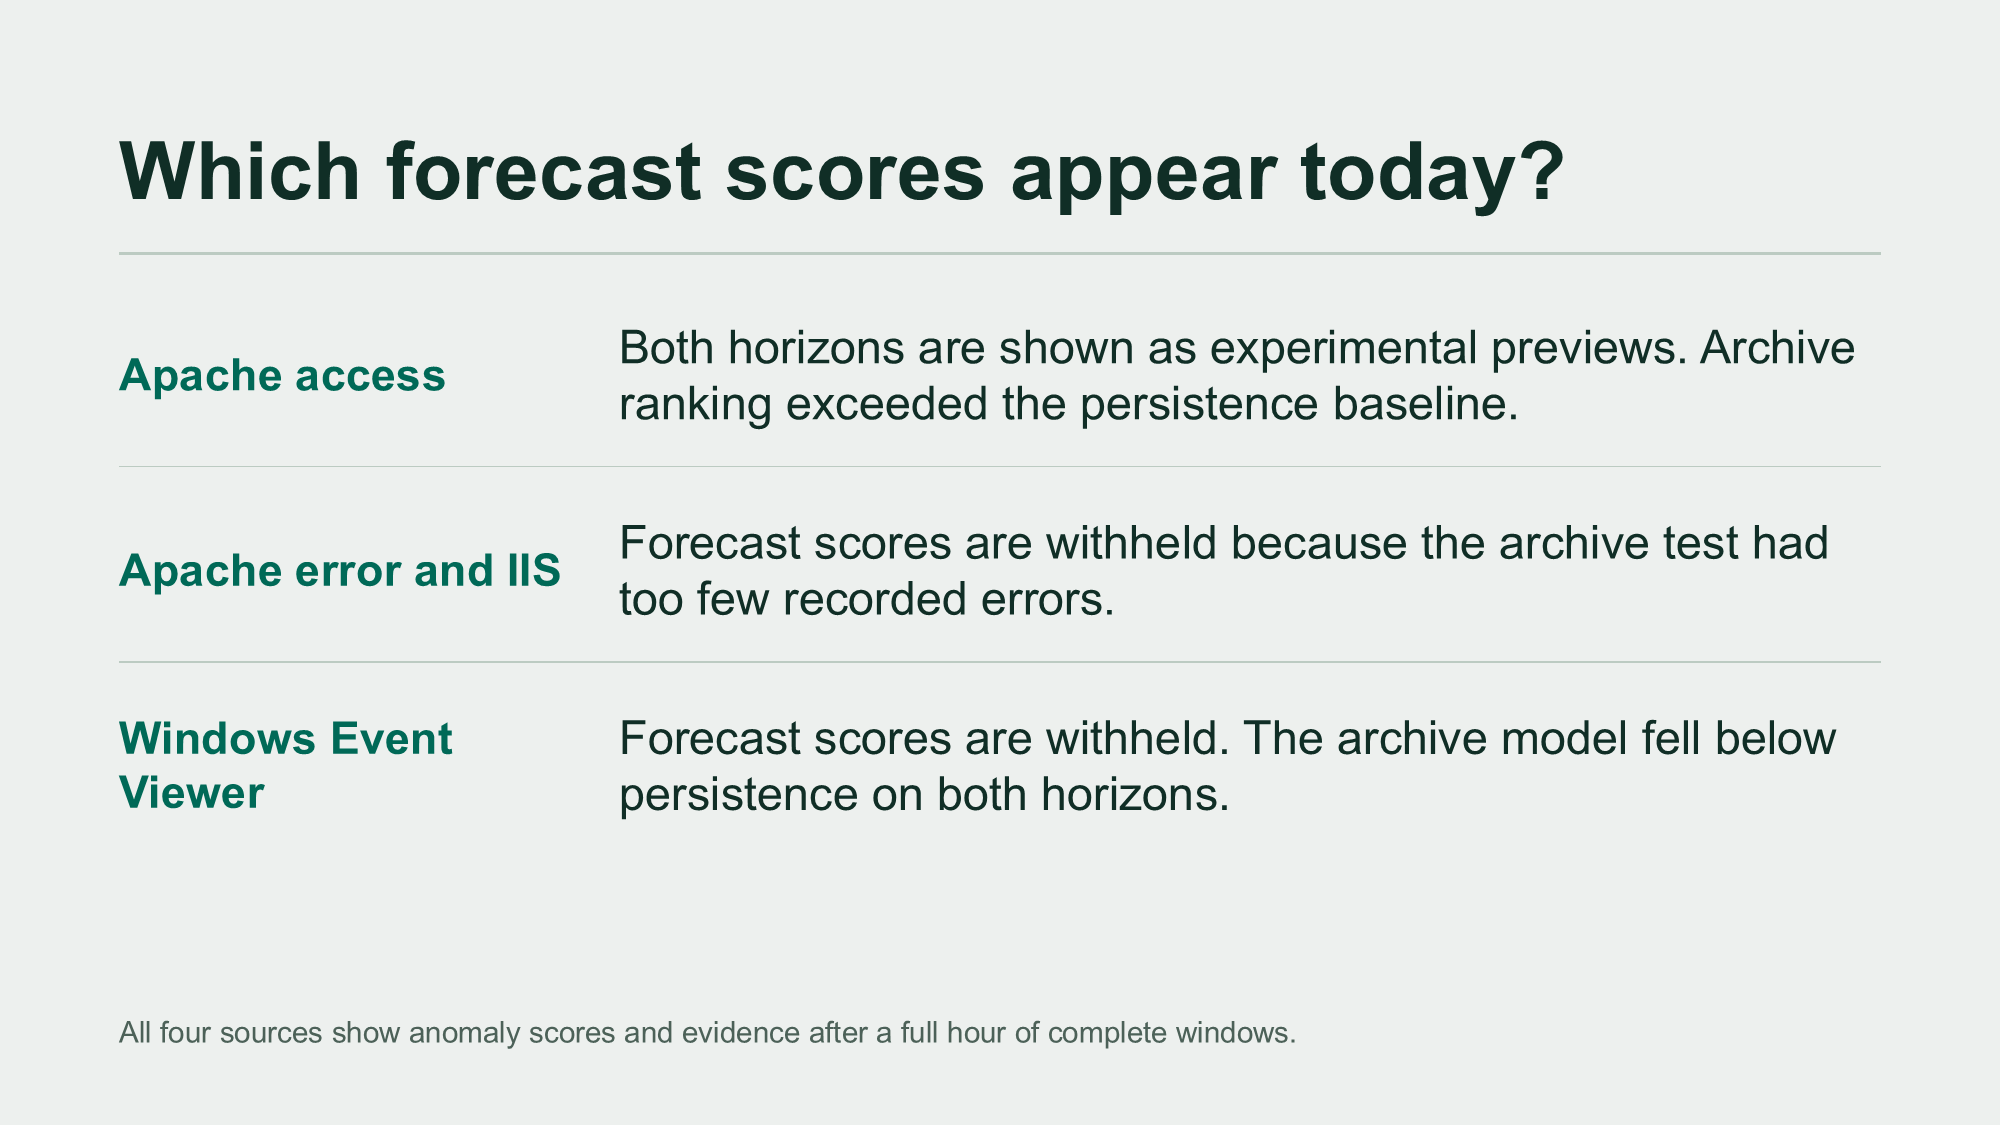 Which forecast scores appear today?
Apache access
Both horizons are shown as experimental previews. Archive
ranking exceeded the persistence baseline.
Apache error and IIS
Forecast scores are withheld because the archive test had
too few recorded errors.
Windows Event
Viewer
Forecast scores are withheld. The archive model fell below
persistence on both horizons.
All four sources show anomaly scores and evidence after a full hour of complete windows.